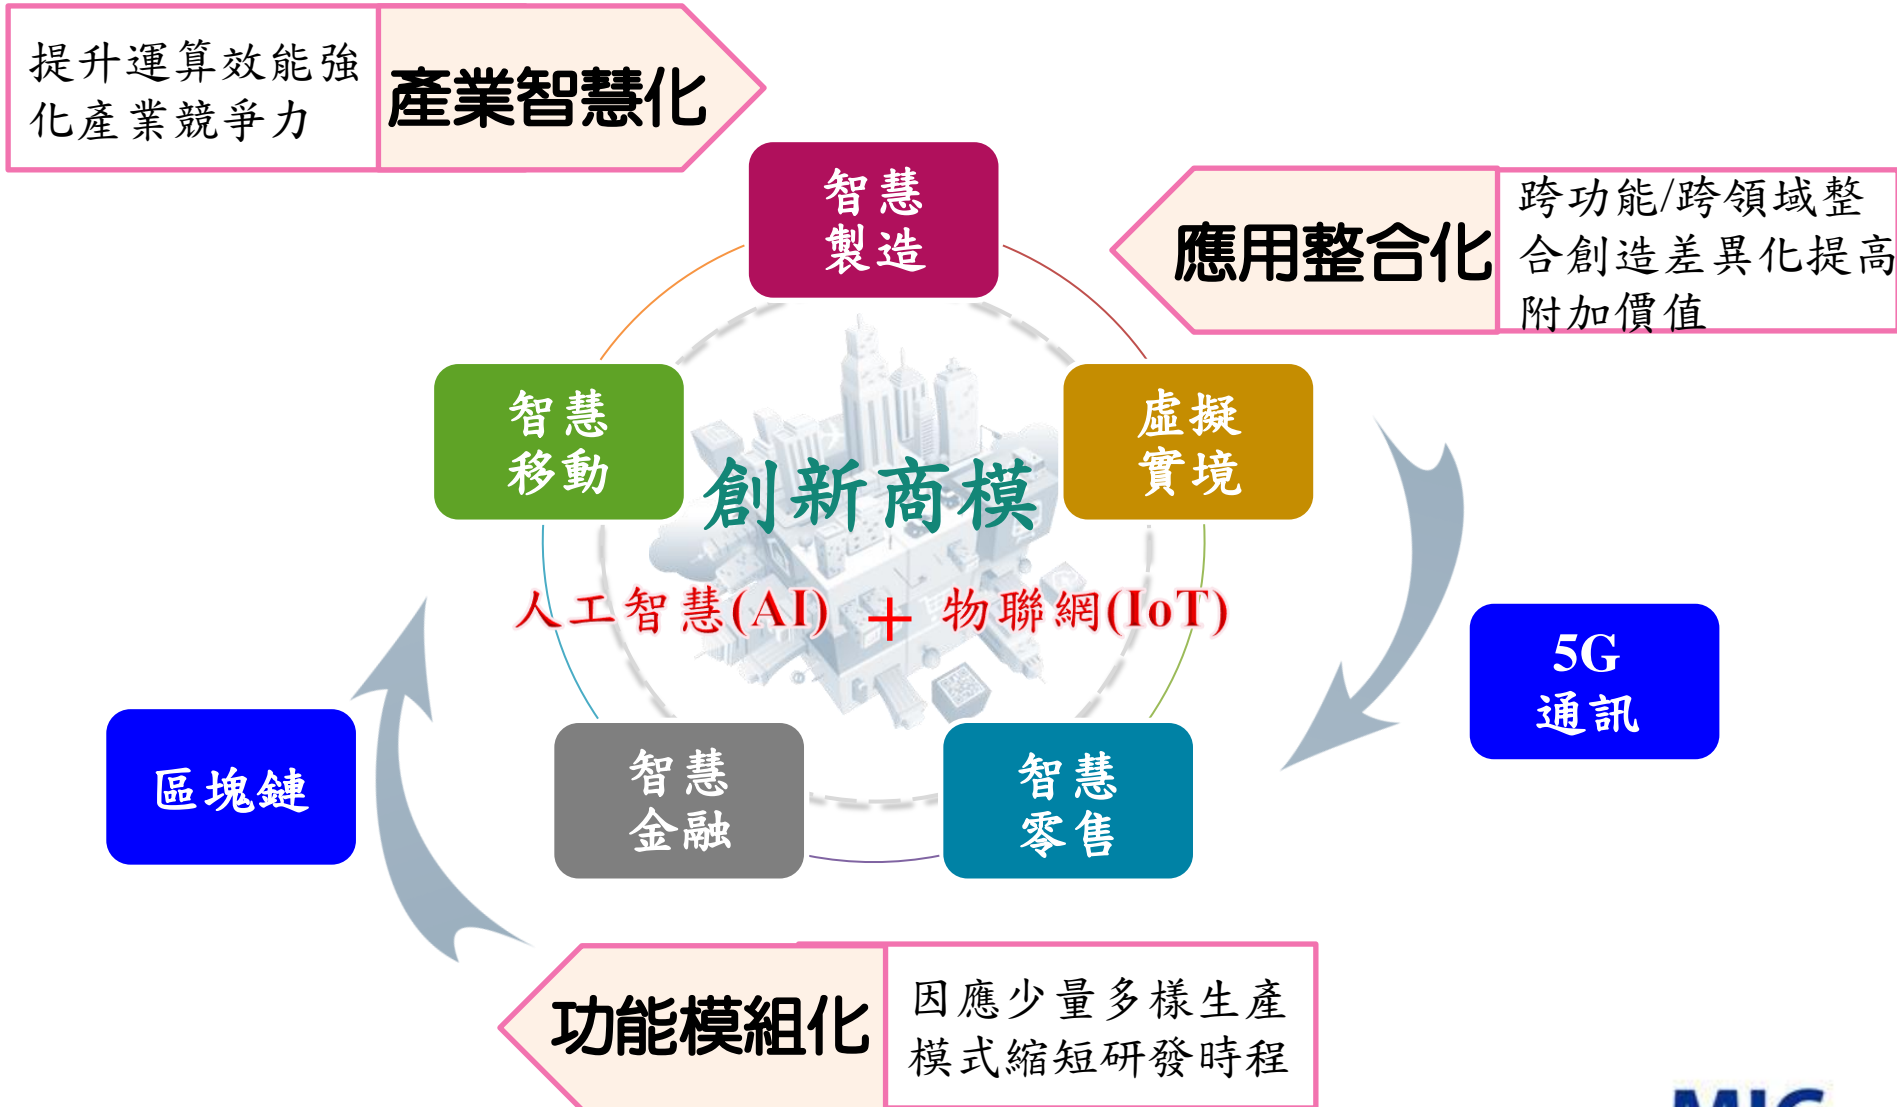 提升運算效能強
化產業競爭力
產業智慧化
智慧
製造
應用整合化
跨功能/跨領域整
合創造差異化提高
附加價值
智慧
移動
虛擬
實境
創新商模
人工智慧(AI) + 物聯網(IoT)
5G
通訊
區塊鏈
智慧
金融
智慧
零售
功能模組化
因應少量多樣生產
模式縮短研發時程
MIC